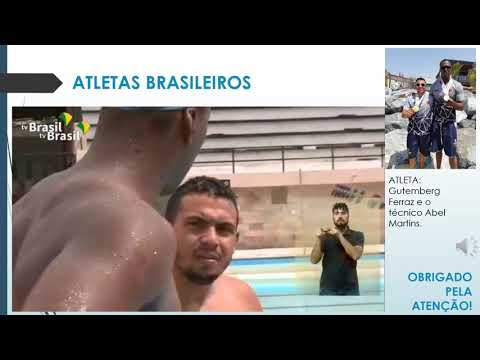 ATLETAS BRASILEIROS
tv Brasil
tv Brasil
ATLETA:
Gutemberg
Ferraz e o
técnico Abel
Martins.
OBRIGADO
PELA
ATENÇÃO!